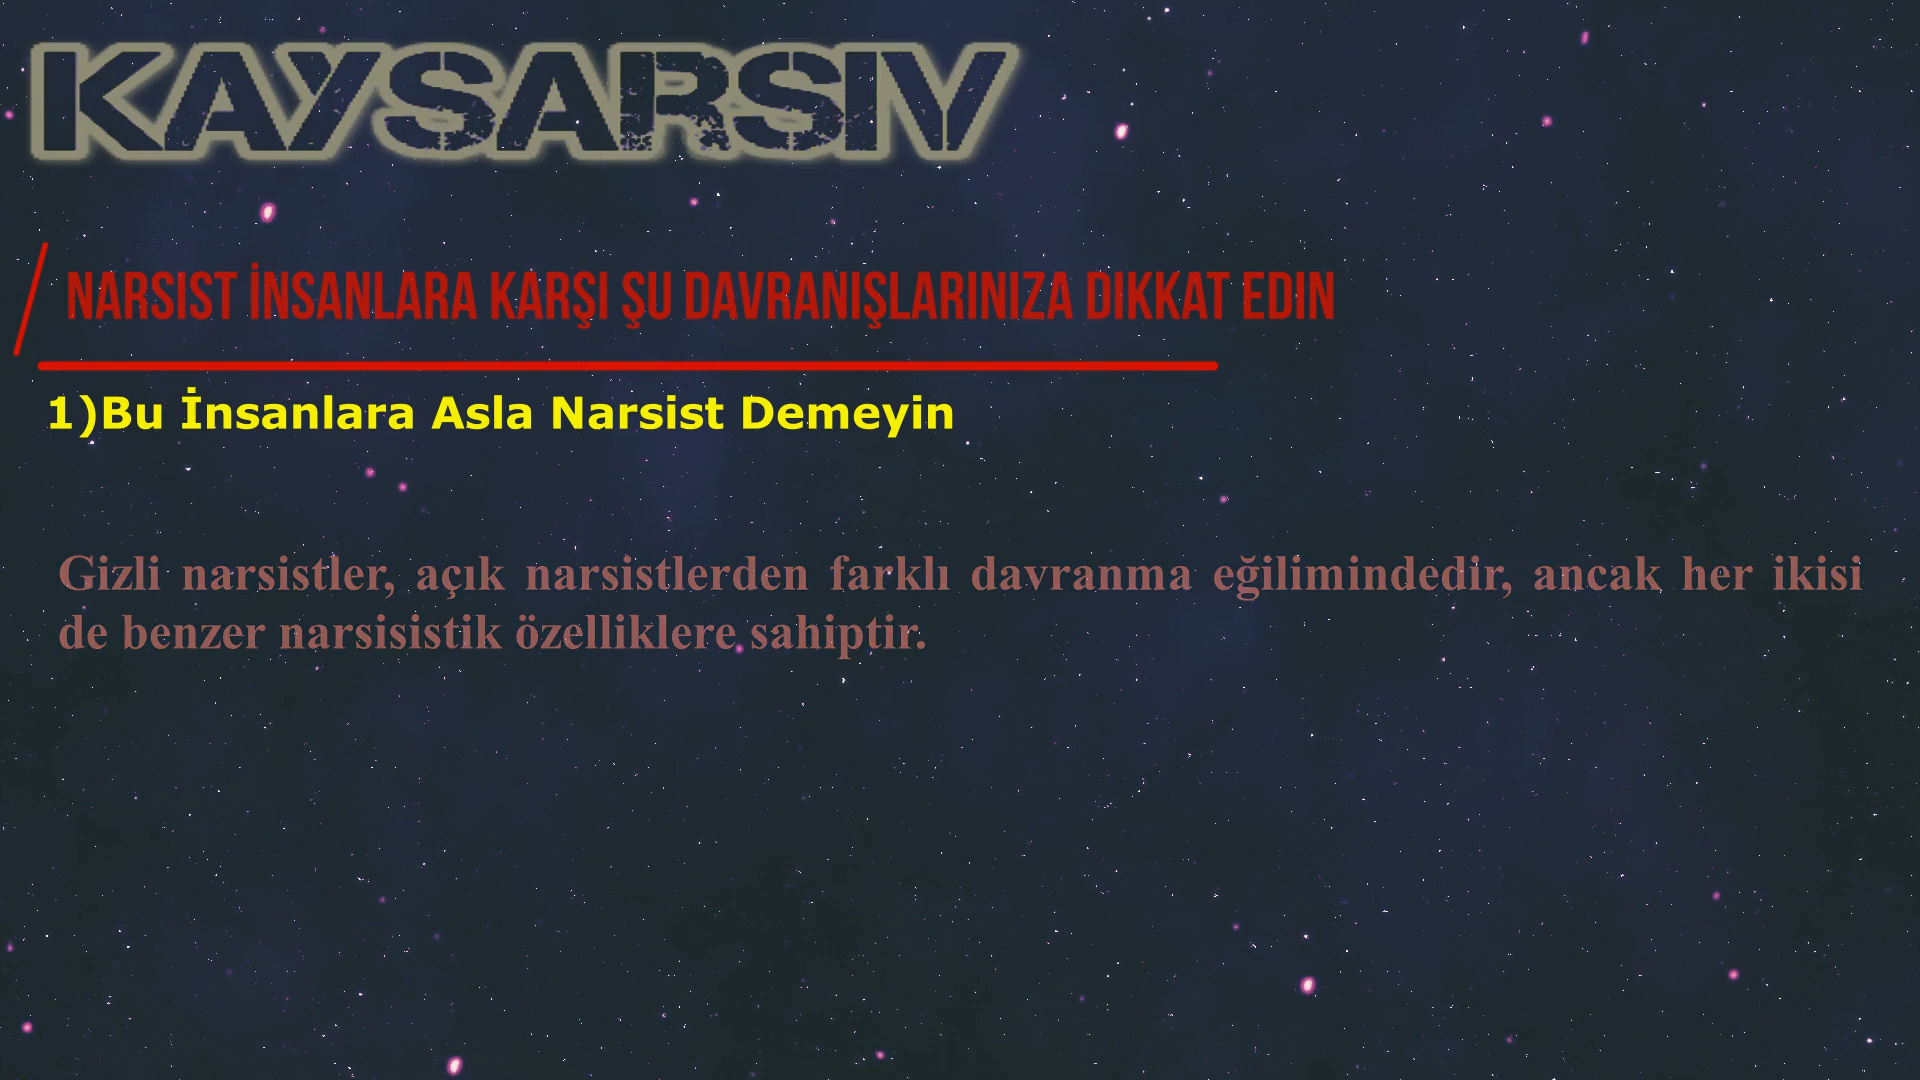 KAYSARSIV
NARSIST İNSANLARA KARŞI ŞU DAVRANIŞLARINIZA DIKKAT EDIN
1)Bu İnsanlara Asla Narsist Demeyin
Gizli narsistler, açık narsistlerden farklı davranma eğilimindedir, ancak her ikisi
de benzer narsisistik özelliklere sahiptir.